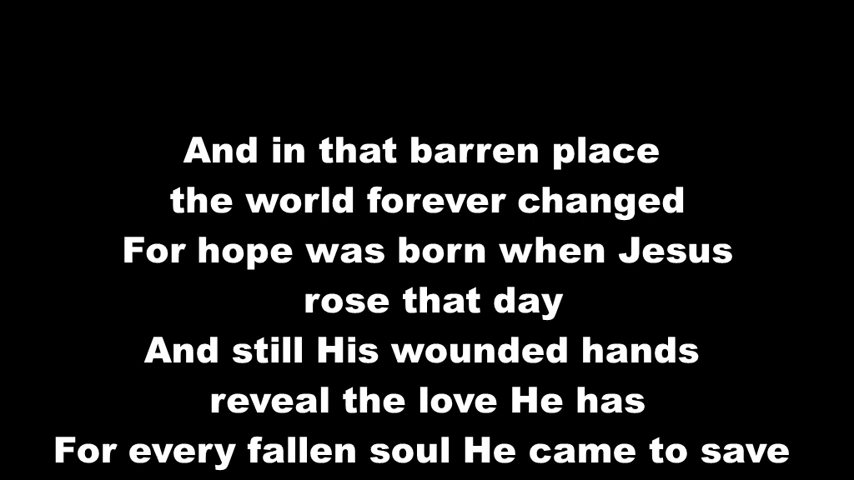 And in that barren place
the world forever changed
For hope was born when Jesus
rose that day
And still His wounded hands
reveal the love He has
For every fallen soul He came to save